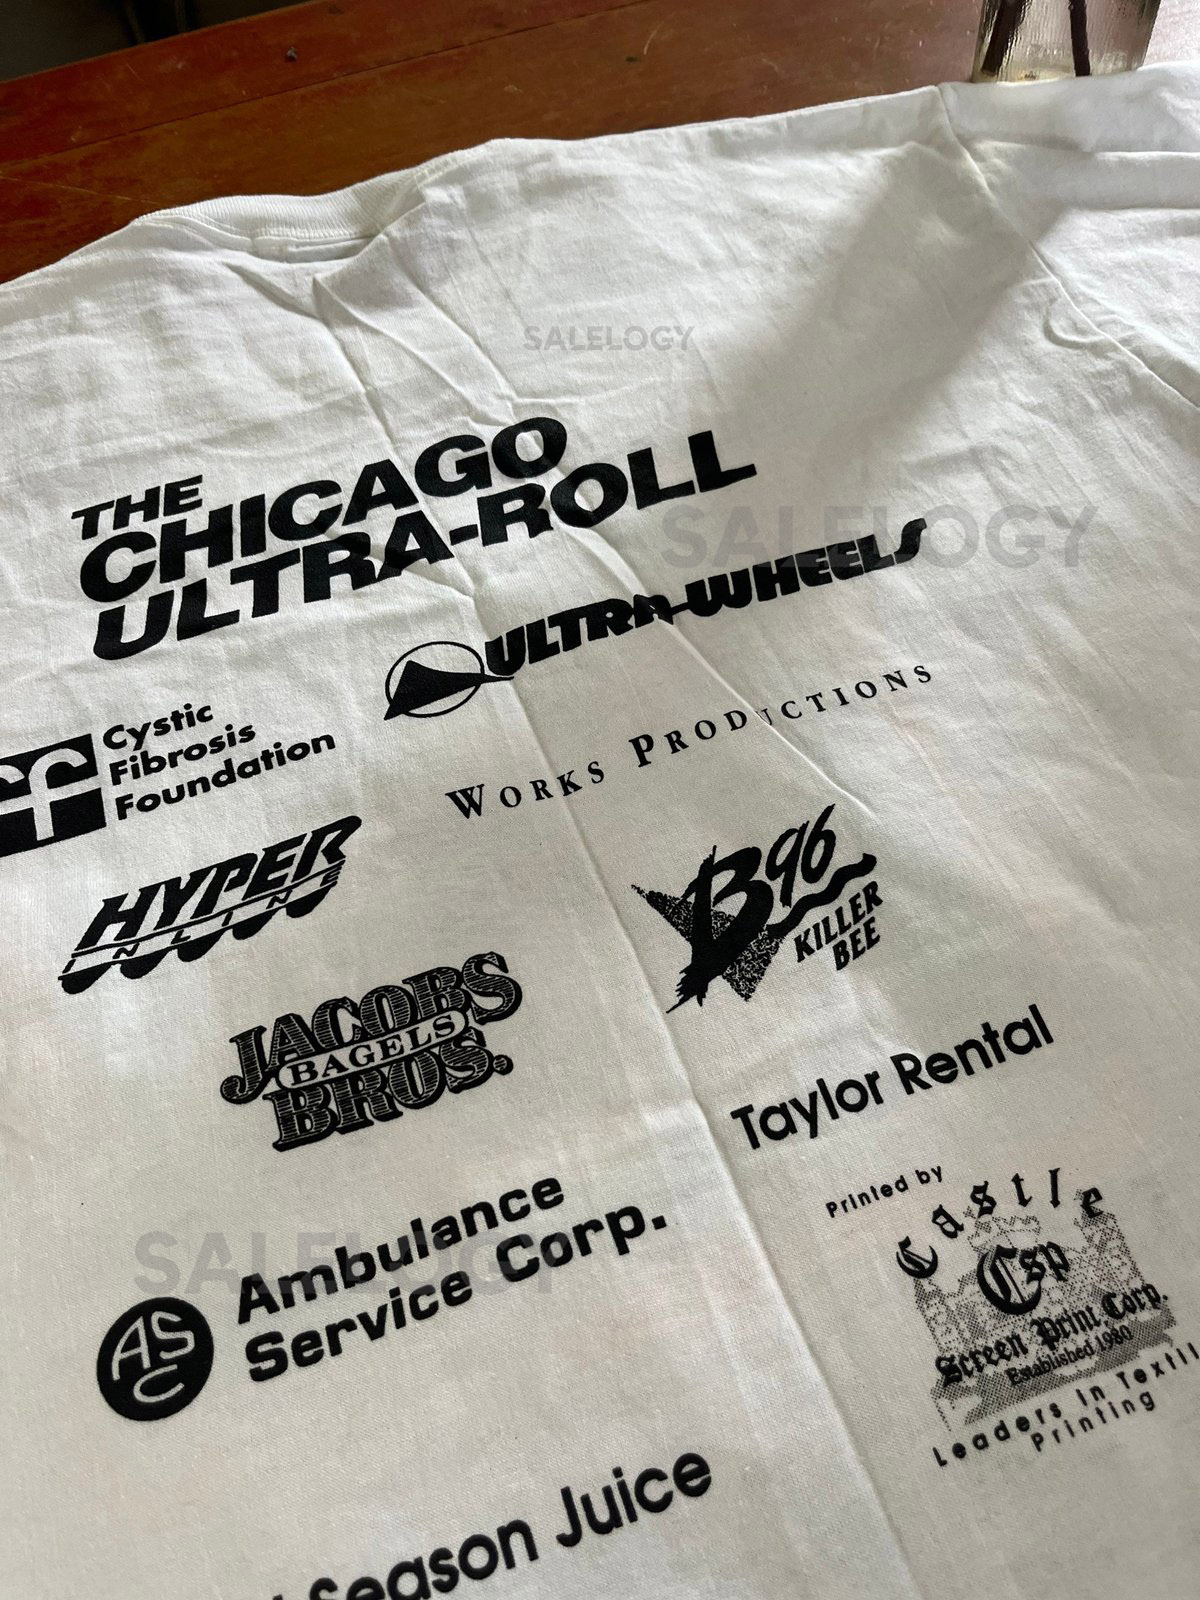 SALELOGY
THE
CHICAGO
ULTRA-ROLL
SALELOGY
ULTRA-WHEELS
cff Cystic
Fibrosis
Foundation
WORKS PRODUCTIONS
HYPER
INLINE
B96
KILLER
BEE
JACOBS
BAGELS
BROS.
Taylor Rental
Printed by
Castle
Csp
Screen Print Corp.
Established 1980
Leaders In
Printing
SALELOGY
ASC
Ambulance
Service Corp.
Season Juice